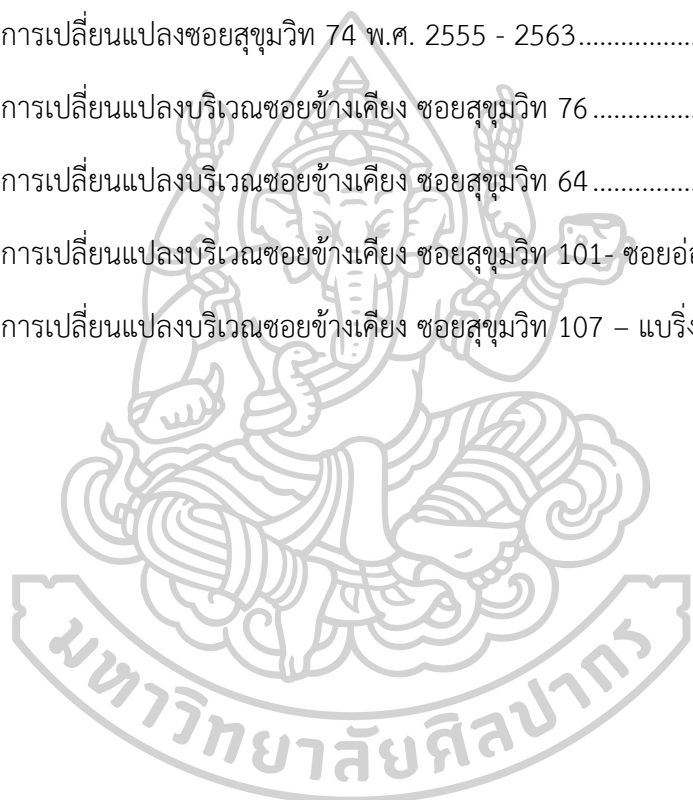 การเปลี่ยนแปลงซอยสุขุมวิท 74 พ.ศ. 2555 - 2563.................
การเปลี่ยนแปลงบริเวณซอยข้างเคียง ซอยสุขุมวิท 76...............
การเปลี่ยนแปลงบริเวณซอยข้างเคียง ซอยสุขุมวิท 64...............
การเปลี่ยนแปลงบริเวณซอยข้างเคียง ซอยสุขุมวิท 101- ซอย
การเปลี่ยนแปลงบริเวณซอยข้างเคียง ซอยสุขุมวิท 107 – แบริ่ง
มหาวิทยาลัยศิลปากร